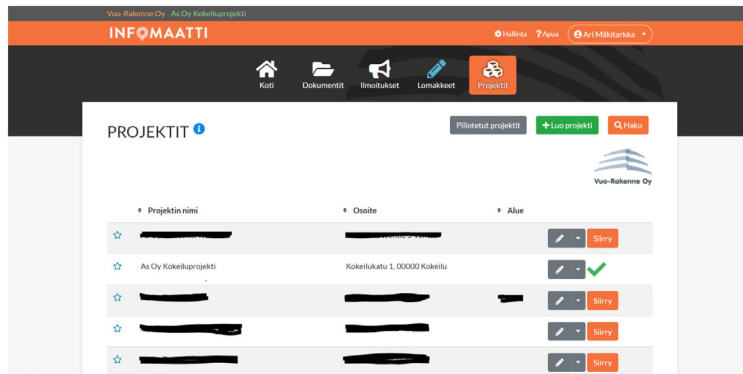 Vuo-Rakenne Oy As Oy Kokeiluprojekti
INFOMAATTI Hallinta ? Apua Ari Mäkitarkka
Koti Dokumentit Ilmoitukset Lomakkeet Projektit
PROJEKTIT i Piilotetut projektit + Luo projekti Haku
Vuo-Rakenne Oy
Projektin nimi Osoite Alue
Siirry
As Oy Kokeiluprojekti Kokeilukatu 1, 00000 Kokeilu
Siirry
Siirry
Siirry